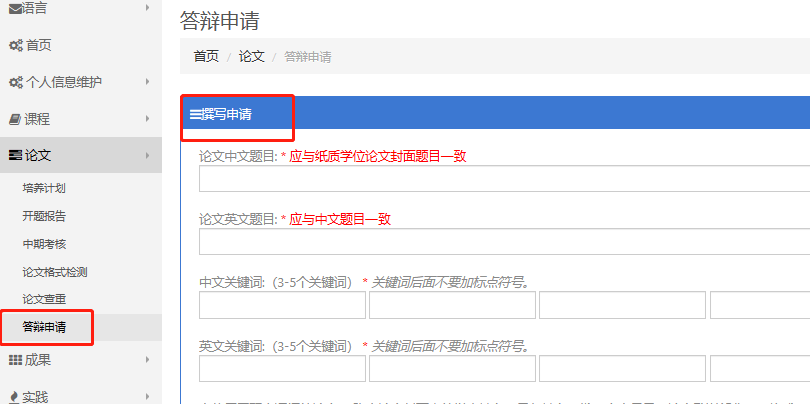 语言
首页
个人信息维护
课程
论文
培养计划
开题报告
中期考核
论文格式检测
论文查重
答辩申请
成果
实践
答辩申请
首页 / 论文 / 答辩申请
撰写申请
论文中文题目: * 应与纸质学位论文封面题目一致
论文英文题目: * 应与中文题目一致
中文关键词:（3-5个关键词） * 关键词后面不要加标点符号。
英文关键词:（3-5个关键词） * 关键词后面不要加标点符号。